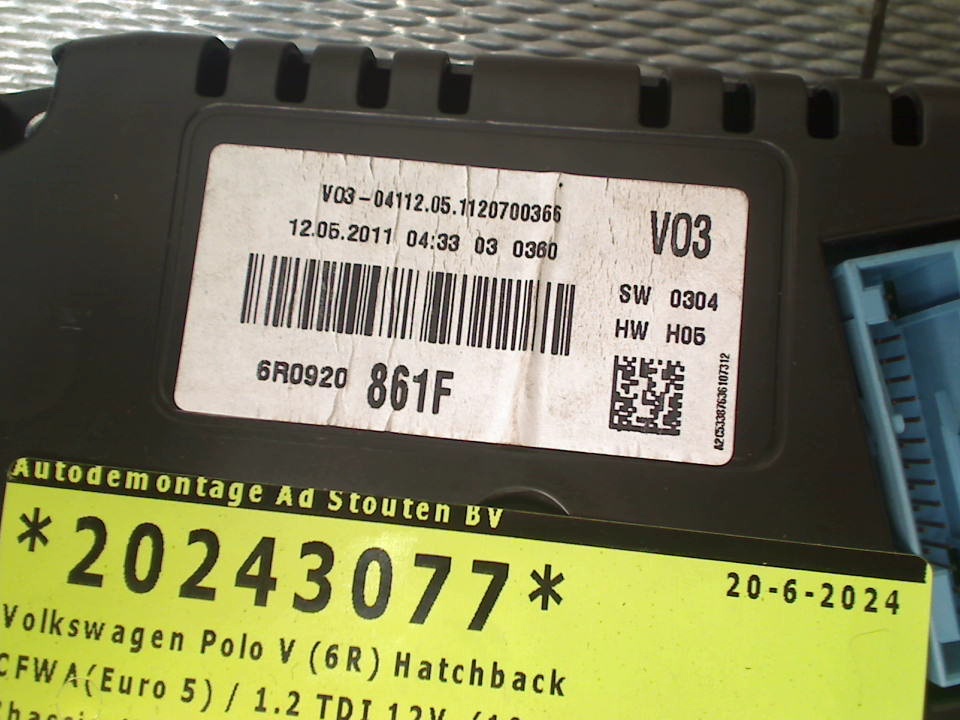 V03-04112.05.1120700366
12.05.2011 04:33 03 0360
V03
SW 0304
HW H05
6R0920 861F
A2C53387636107312
Autodemontage Ad Stouten BV
*20243077*
20-6-2024
Volkswagen Polo V (6R) Hatchback
CFWA(Euro 5) / 1.2 TDI 12V